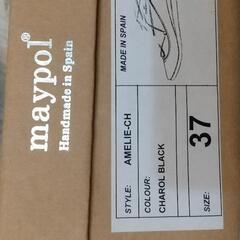 maypol®
Handmade in Spain
MADE IN SPAIN
STYLE: AMELIE-CH
COLOUR: CHAROL BLACK
SIZE: 37